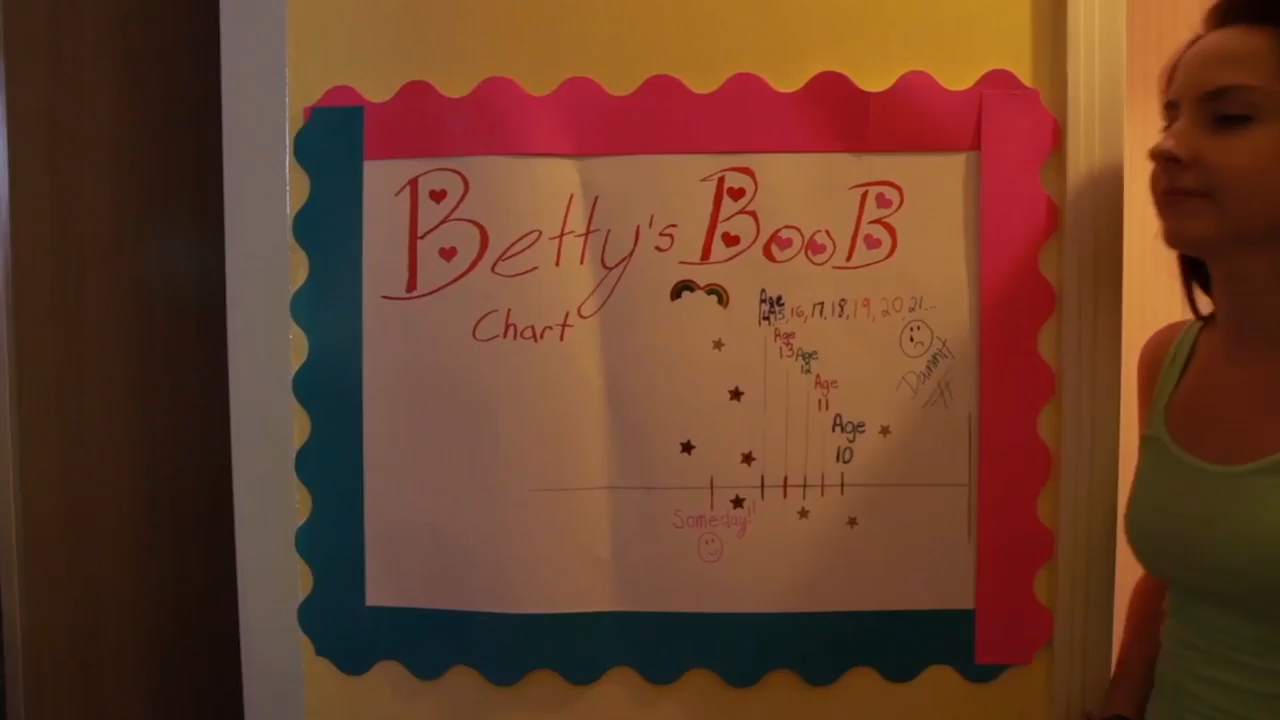 Betty's BooB
Chart
Age
14,15,16,17,18,19,20,21...
Age
13
Age
12
Age
11
Age
10
Dammit
Someday!!